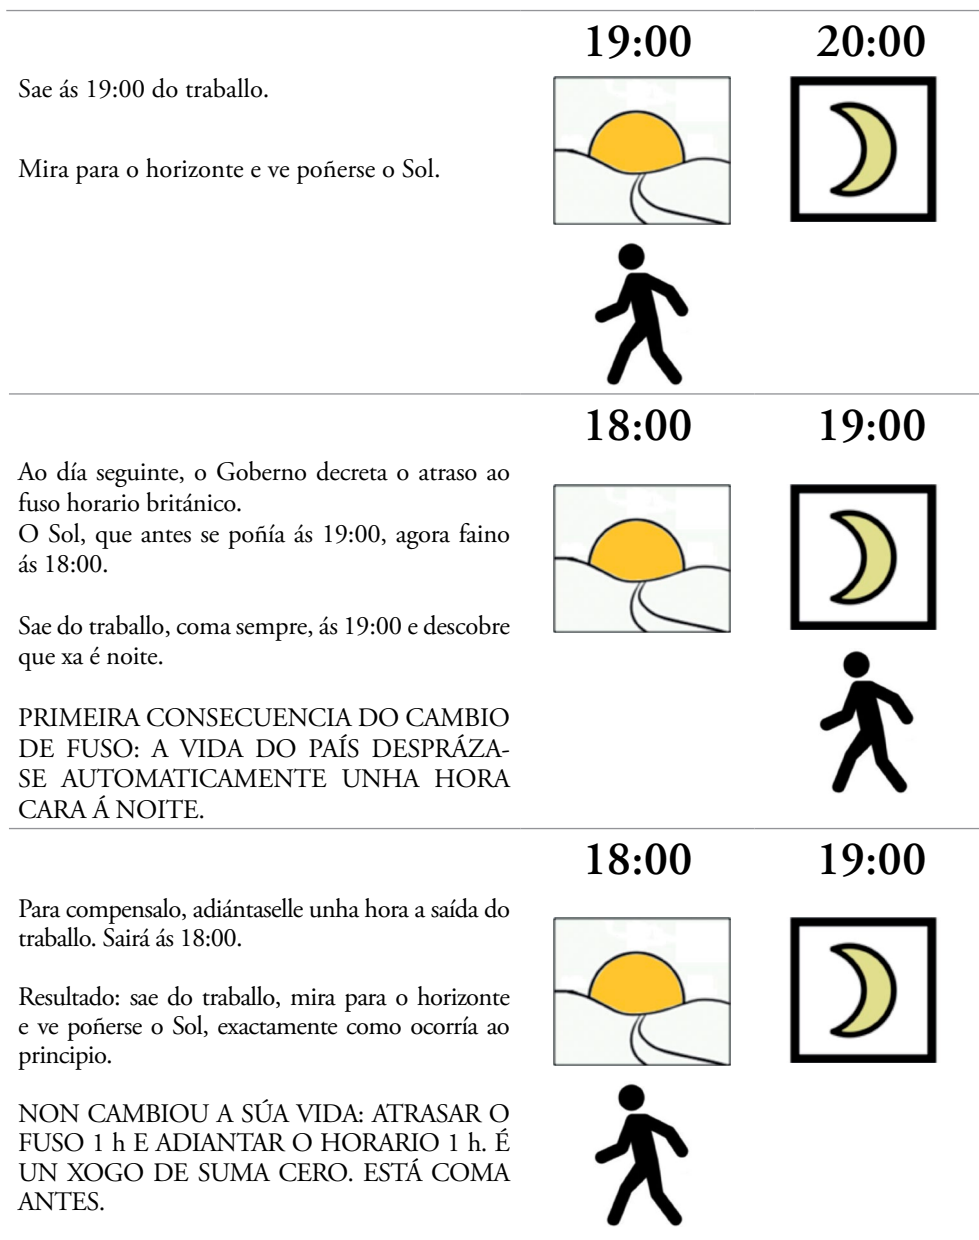 19:00 20:00
Sae ás 19:00 do traballo.
Mira para o horizonte e ve poñerse o Sol.
18:00 19:00
Ao día seguinte, o Goberno decreta o atraso ao
fuso horario británico.
O Sol, que antes se poñía ás 19:00, agora faino
ás 18:00.
Sae do traballo, coma sempre, ás 19:00 e descobre
que xa é noite.
PRIMEIRA CONSECUENCIA DO CAMBIO
DE FUSO: A VIDA DO PAÍS DESPRÁZA-
SE AUTOMATICAMENTE UNHA HORA
CARA Á NOITE.
18:00 19:00
Para compensalo, adiántaselle unha hora a saída do
traballo. Sairá ás 18:00.
Resultado: sae do traballo, mira para o horizonte
e ve poñerse o Sol, exactamente como ocorría ao
principio.
NON CAMBIOU A SÚA VIDA: ATRASAR O
FUSO 1 h E ADIANTAR O HORARIO 1 h. É
UN XOGO DE SUMA CERO. ESTÁ COMA
ANTES.